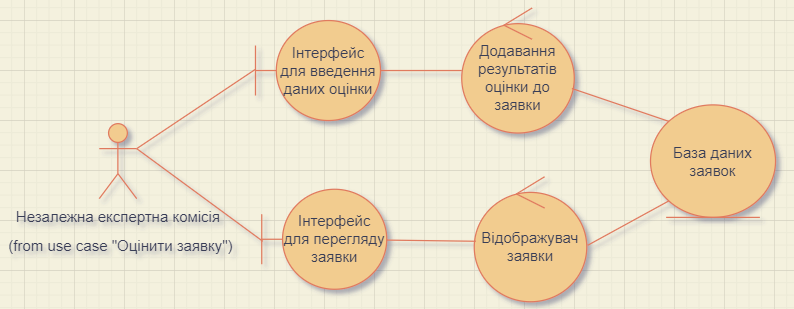 Інтерфейс
для введення
даних оцінки
Додавання
результатів
оцінки до
заявки
База даних
заявок
Незалежна експертна комісія
(from use case "Оцінити заявку")
Інтерфейс
для перегляду
заявки
Відображувач
заявки